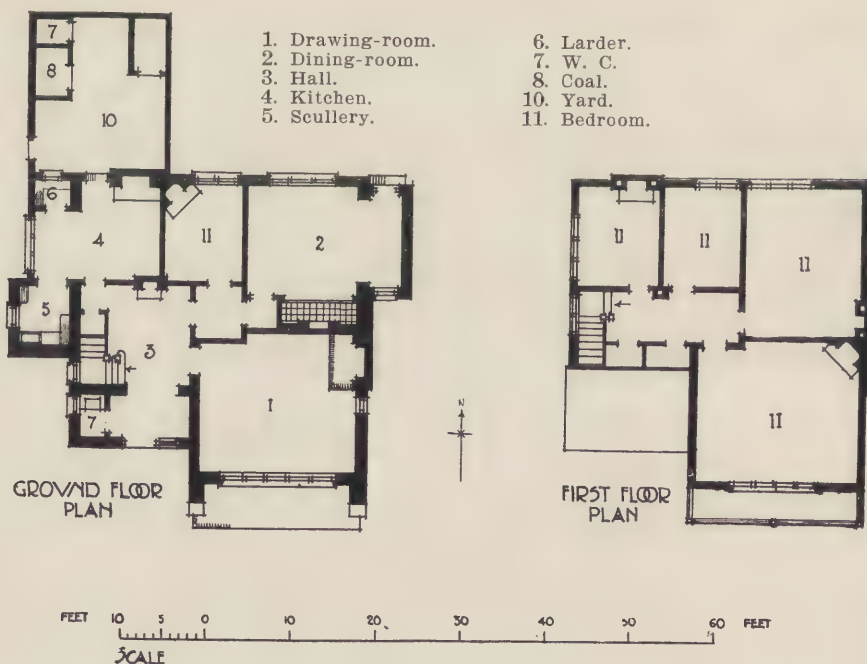 1. Drawing-room.
2. Dining-room.
3. Hall.
4. Kitchen.
5. Scullery.
6. Larder.
7. W. C.
8. Coal.
10. Yard.
11. Bedroom.
7
8
10
6
4
11
2
5
3
1
7
GROUND FLOOR
PLAN
N
11
11
11
11
FIRST FLOOR
PLAN
FEET 10 5 0 10 20 30 40 50 60 FEET
SCALE